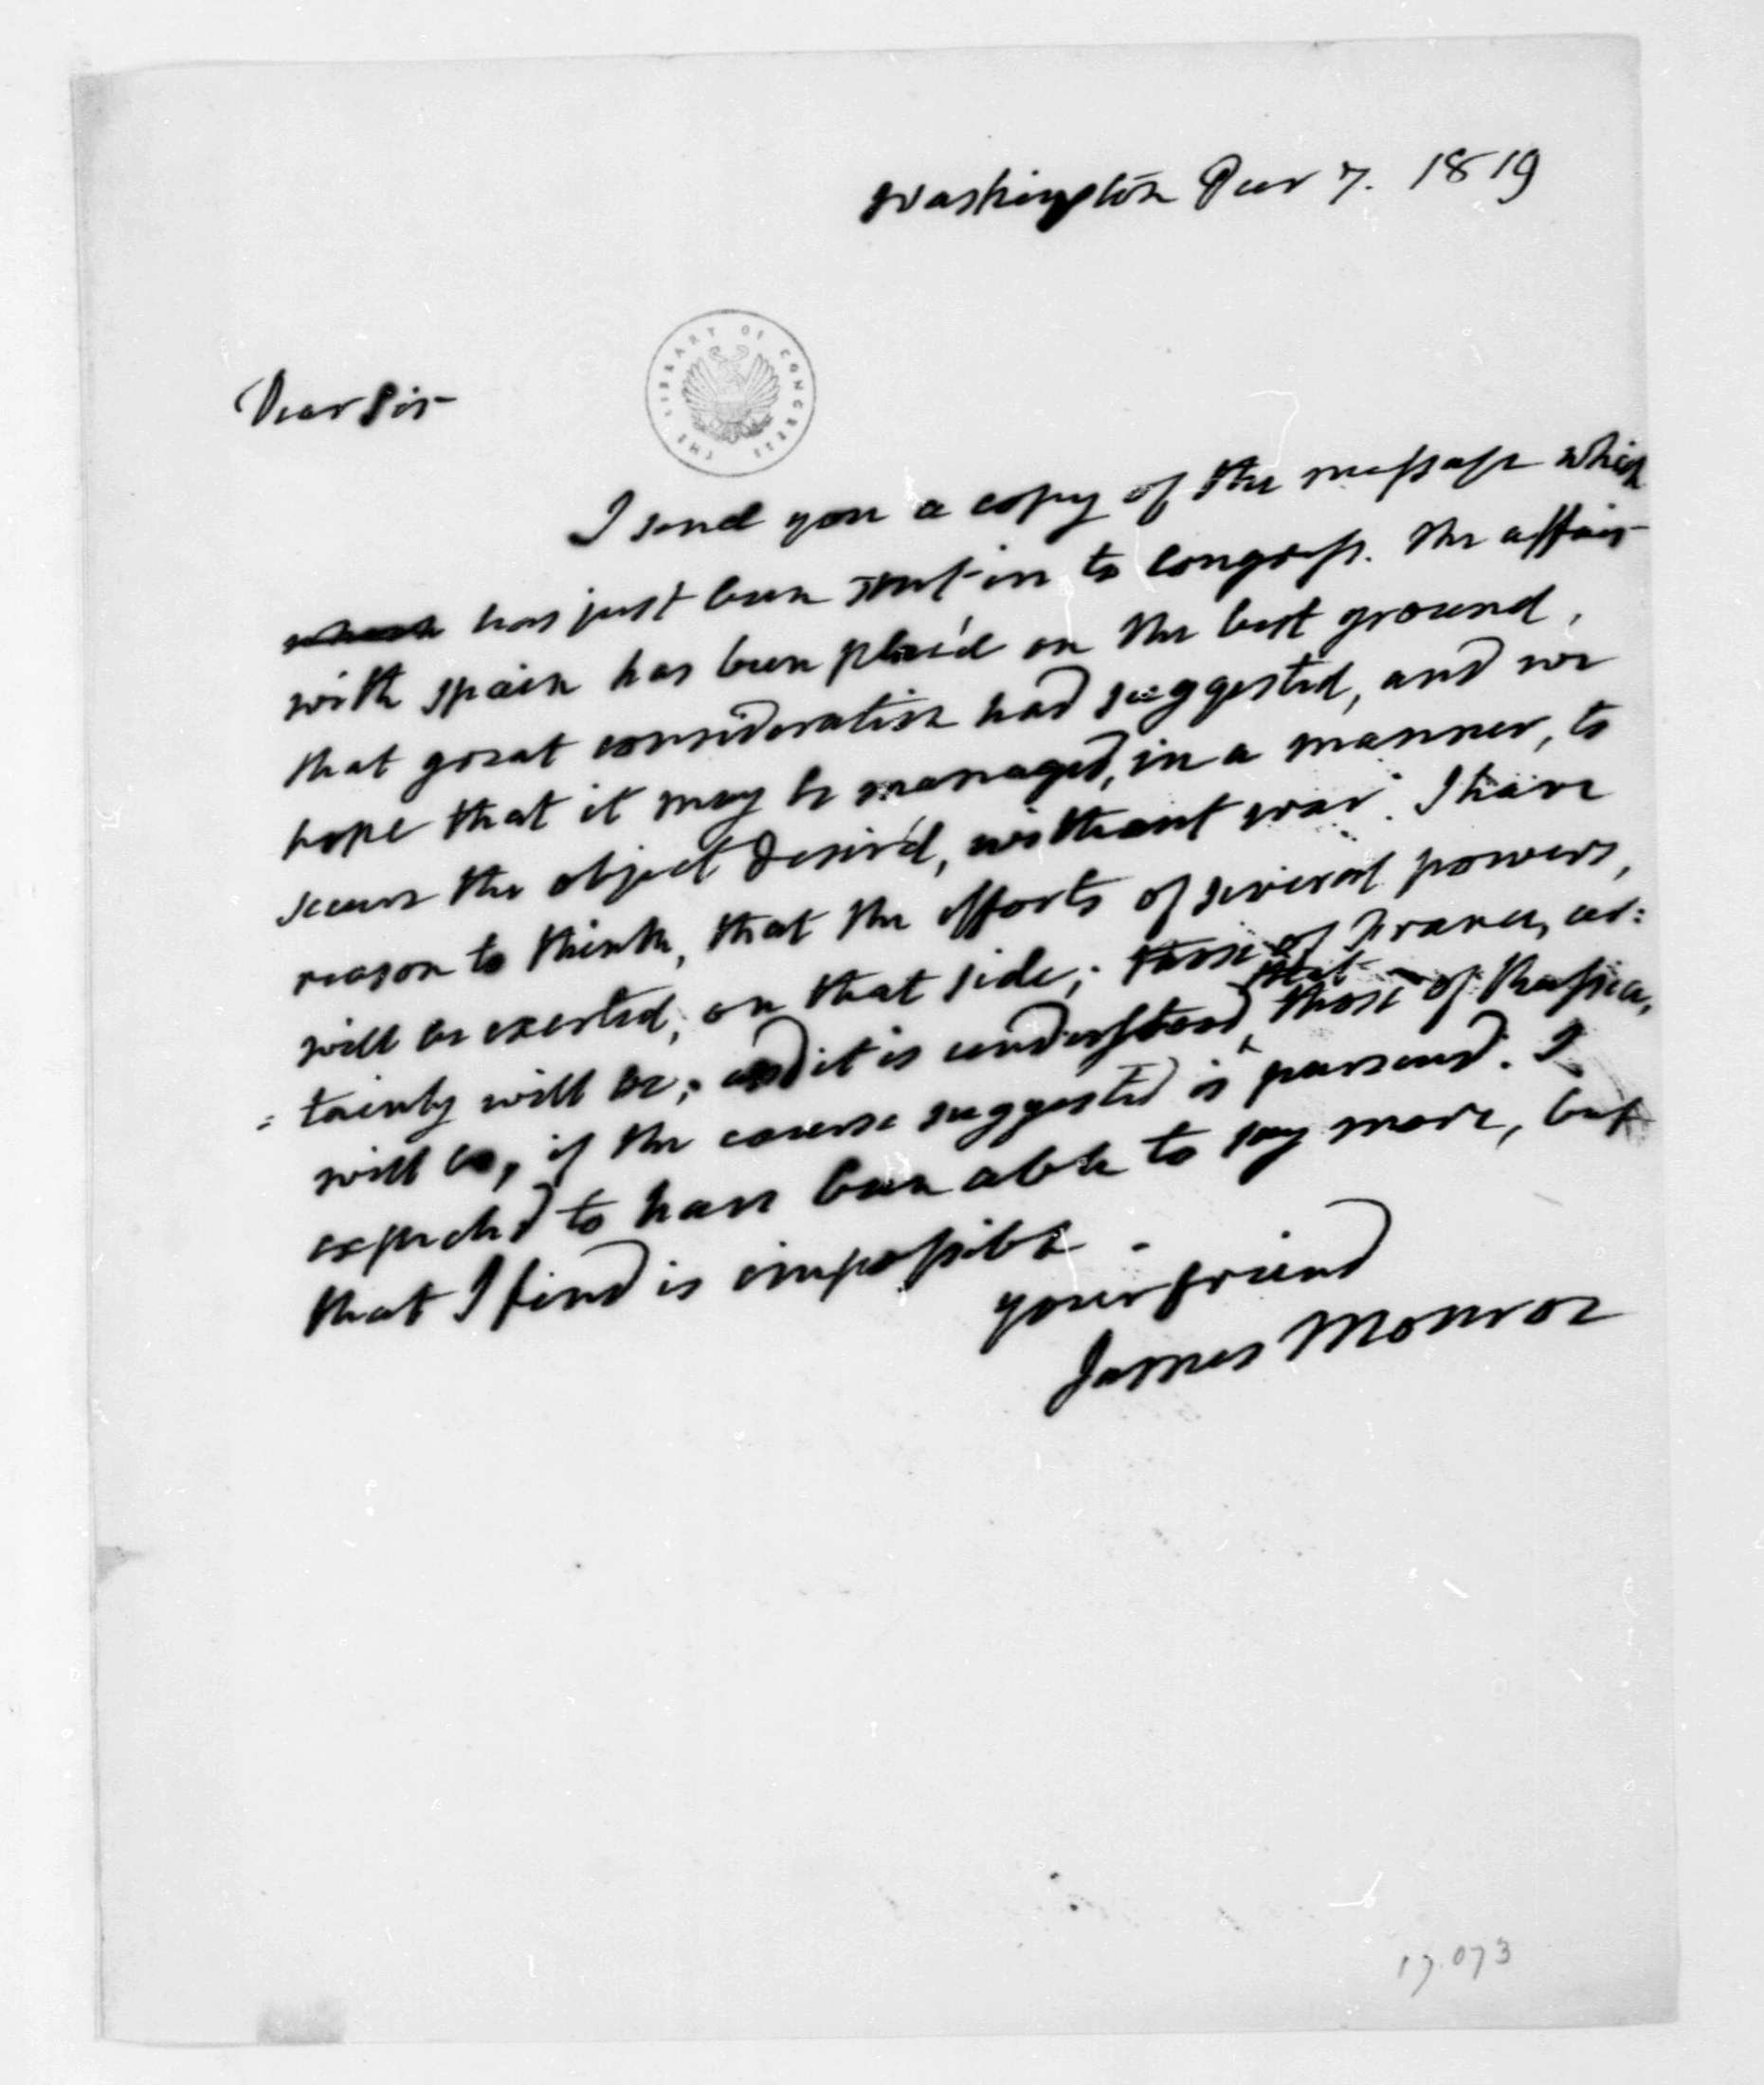 Washington Decr 7. 1819
THE LIBRARY OF CONGRESS
Dear Sir
I send you a copy of the message which
which has just been sent in to Congress. The affair
with Spain has been plac'd on the best ground,
that great consideration had suggested, and we
hope that it may be managed, in a manner, to
secure the object desir'd, without war. I have
reason to think, that the efforts of several powers,
will be exerted, on that side; those of France, cer:
:tainly will be; and it is understood that those of Russia,
will be, if the course suggested is pursued. I
expected to have been able to say more, but
that I find is impossible.
your friend
James Monroe
17.073